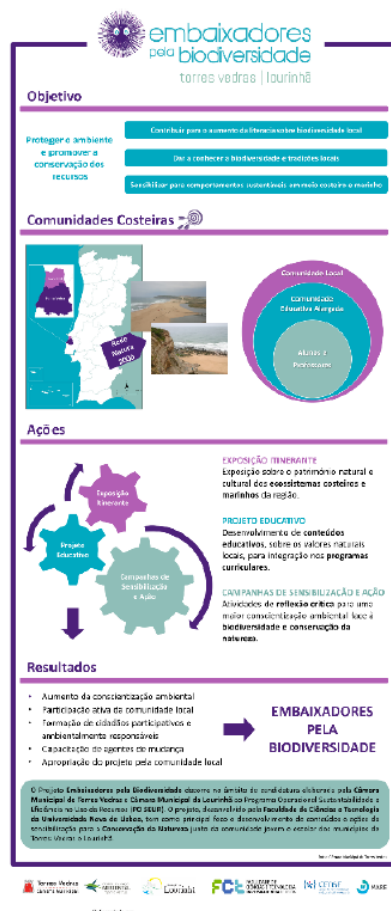 embaixadores
pela biodiversidade
torres vedras | lourinhã
Objetivo
Proteger o ambiente
e promover a
conservação dos
recursos
Contribuir para o aumento da literacia sobre biodiversidade local
Dar a conhecer a biodiversidade e tradições locais
Sensibilizar para comportamentos sustentáveis em meio costeiro e marinho
Comunidades Costeiras
Rede
Natura
2000
Comunidade Local
Comunidade
Educativa Alargada
Alunos e
Professores
Ações
Exposição
Itinerante
Projeto
Educativo
Campanhas de
Sensibilização
e Ação
EXPOSIÇÃO ITINERANTE
Exposição sobre o património natural e
cultural dos ecossistemas costeiros e
marinhos da região.
PROJETO EDUCATIVO
Desenvolvimento de conteúdos
educativos, sobre os valores naturais
locais, para integração nos programas
curriculares.
CAMPANHAS DE SENSIBILIZAÇÃO E AÇÃO
Atividades de reflexão crítica para uma
maior conscientização ambiental face à
biodiversidade e conservação da
natureza.
Resultados
• Aumento da conscientização ambiental
• Participação ativa da comunidade local
• Formação de cidadãos participativos e
ambientalmente responsáveis
• Capacitação de agentes de mudança
• Apropriação do projeto pela comunidade local
EMBAIXADORES
PELA
BIODIVERSIDADE
O Projeto Embaixadores pela Biodiversidade decorre no âmbito da candidatura elaborada pela Câmara
Municipal de Torres Vedras e Câmara Municipal da Lourinhã ao Programa Operacional Sustentabilidade e
Eficiência no Uso de Recursos (PO SEUR). O projeto, desenvolvido pela Faculdade de Ciências e Tecnologia
da Universidade Nova de Lisboa, tem como principal foco o desenvolvimento de conteúdos e ações de
sensibilização para a Conservação da Natureza junto da comunidade jovem e escolar dos municípios de
Torres Vedras e Lourinhã.
Torres Vedras
Câmara Municipal
Lourinhã
FCT
FACULDADE DE
CIÊNCIAS E TECNOLOGIA
MARE